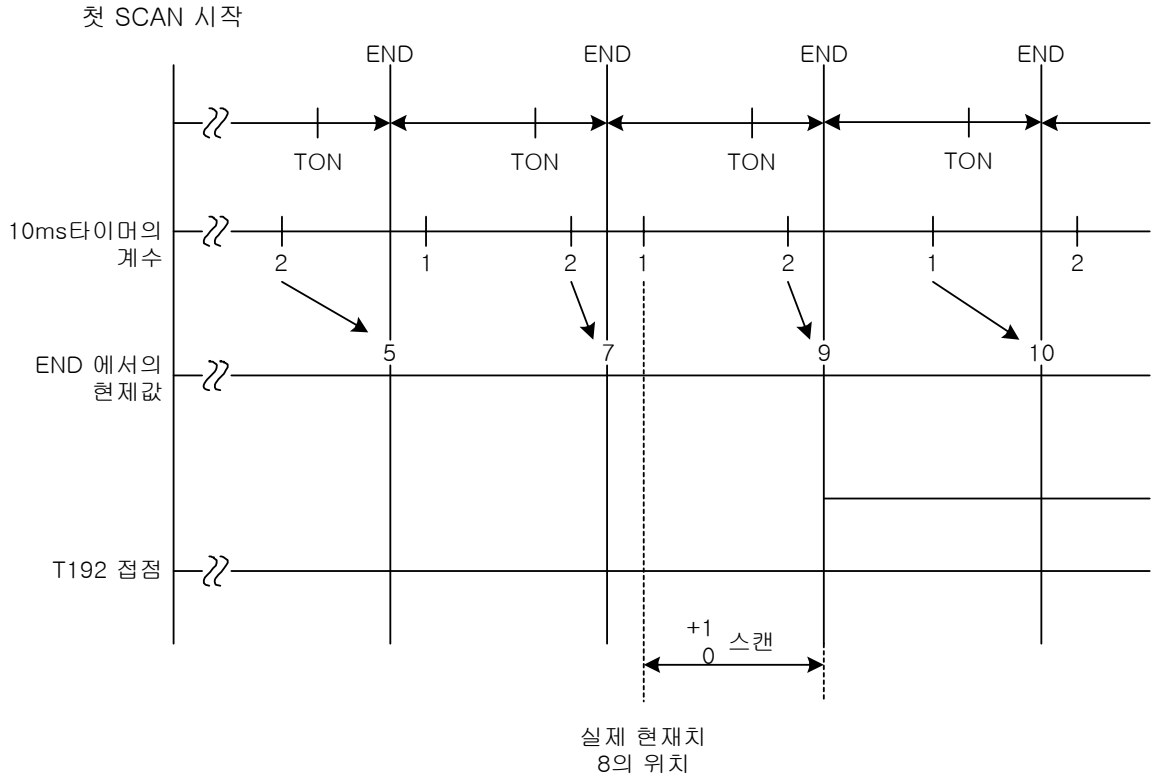 첫 SCAN 시작
END END END END
TON TON TON TON
10ms타이머의
계수
2 1 2 1 2 1 2
5 7 9 10
END 에서의
현제값
T192 접점
+1
0 스캔
실제 현재치
8의 위치